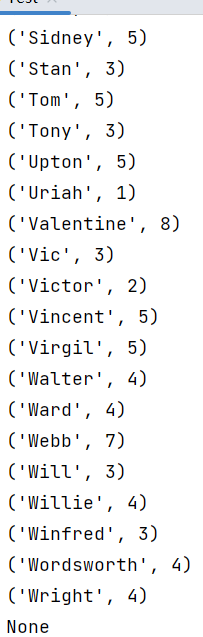 ('Sidney', 5)
('Stan', 3)
('Tom', 5)
('Tony', 3)
('Upton', 5)
('Uriah', 1)
('Valentine', 8)
('Vic', 3)
('Victor', 2)
('Vincent', 5)
('Virgil', 5)
('Walter', 4)
('Ward', 4)
('Webb', 7)
('Will', 3)
('Willie', 4)
('Winfred', 3)
('Wordsworth', 4)
('Wright', 4)
None